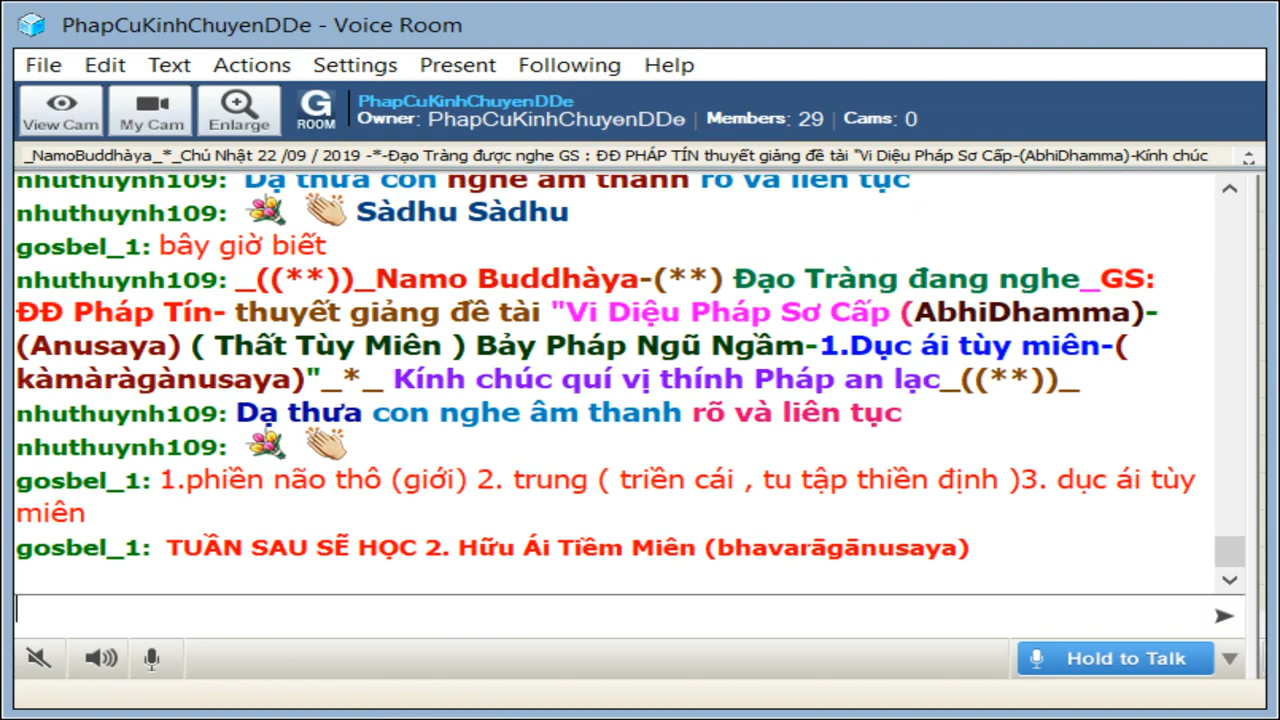 PhapCuKinhChuyenDDe - Voice Room
File Edit Text Actions Settings Present Following Help
View Cam My Cam Enlarge G ROOM PhapCuKinhChuyenDDe
Owner: PhapCuKinhChuyenDDe | Members: 29 | Cams: 0
_NamoBuddhàya_*_Chủ Nhật 22 /09 / 2019 -*-Đạo Tràng được nghe GS : ĐĐ PHÁP TÍN thuyết giảng đề tài "Vi Diệu Pháp Sơ Cấp-(AbhiDhamma)-Kính chúc
nhuthuynh109: Dạ thưa con nghe âm thanh rõ và liên tục
nhuthuynh109: Sàdhu Sàdhu
gosbel_1: bây giờ biết
nhuthuynh109: _((**))_Namo Buddhàya-(**) Đạo Tràng đang nghe_GS:
ĐĐ Pháp Tín- thuyết giảng đề tài "Vi Diệu Pháp Sơ Cấp (AbhiDhamma)-
(Anusaya) ( Thất Tùy Miên ) Bảy Pháp Ngũ Ngầm-1.Dục ái tùy miên-(
kàmàràgànusaya)"_*_ Kính chúc quí vị thính Pháp an lạc_((**))_
nhuthuynh109: Dạ thưa con nghe âm thanh rõ và liên tục
nhuthuynh109:
gosbel_1: 1.phiền não thô (giới) 2. trung ( triền cái , tu tập thiền định )3. dục ái tùy
miên
gosbel_1: TUẦN SAU SẼ HỌC 2. Hữu Ái Tiềm Miên (bhavarāgānusaya)
Hold to Talk